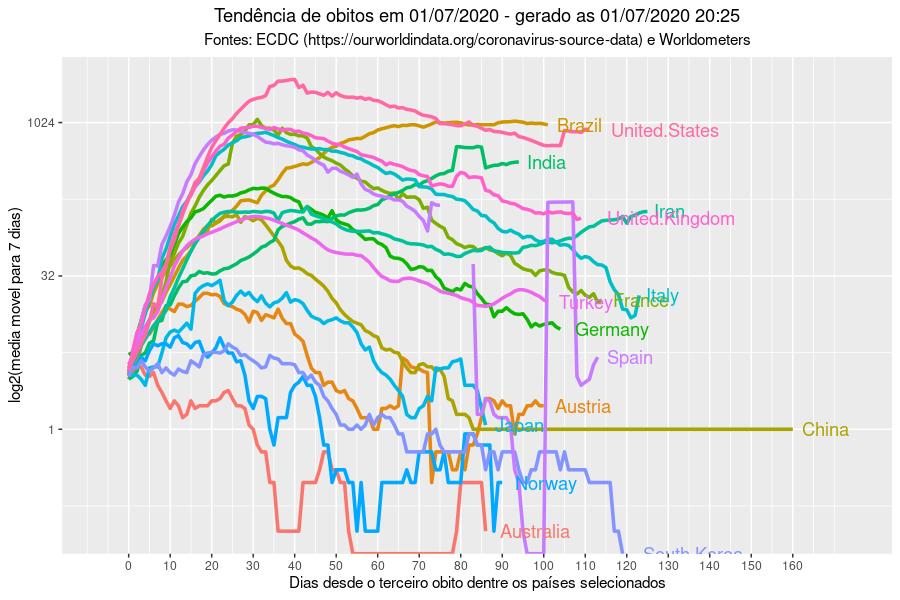 Tendência de obitos em 01/07/2020 - gerado as 01/07/2020 20:25
Fontes: ECDC (https://ourworldindata.org/coronavirus-source-data) e Worldometers
log2(media movel para 7 dias)
1024
32
1
Brazil
United.States
India
Iran
United.Kingdom
Italy
Turkey
France
Germany
Spain
Austria
Japan
China
Norway
Australia
South.Korea
0 10 20 30 40 50 60 70 80 90 100 110 120 130 140 150 160
Dias desde o terceiro obito dentre os países selecionados